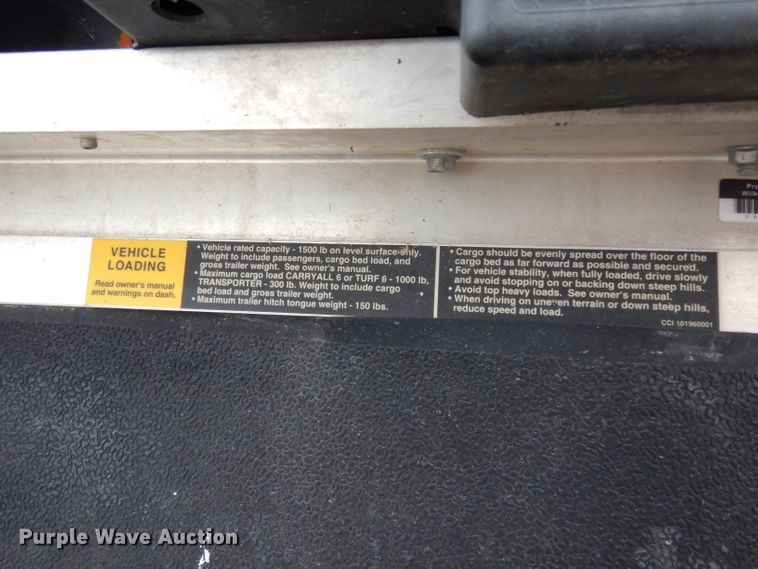 VEHICLE
LOADING
Read owner's manual
and warnings on dash.
• Vehicle rated capacity - 1500 lb on level surface only.
Weight to include passengers, cargo bed load, and
gross trailer weight. See owner's manual.
• Maximum cargo load CARRYALL 6 or TURF 6 - 1000 lb,
TRANSPORTER - 300 lb. Weight to include cargo
bed load and gross trailer weight.
• Maximum trailer hitch tongue weight - 150 lbs.
• Cargo should be evenly spread over the floor of the
cargo bed as far forward as possible and secured.
• For vehicle stability, when fully loaded, drive slowly
and avoid stopping on or backing down steep hills.
• Avoid top heavy loads. See owner's manual.
• When driving on uneven terrain or down steep hills,
reduce speed and load.
CCI 101960001
Purple Wave Auction